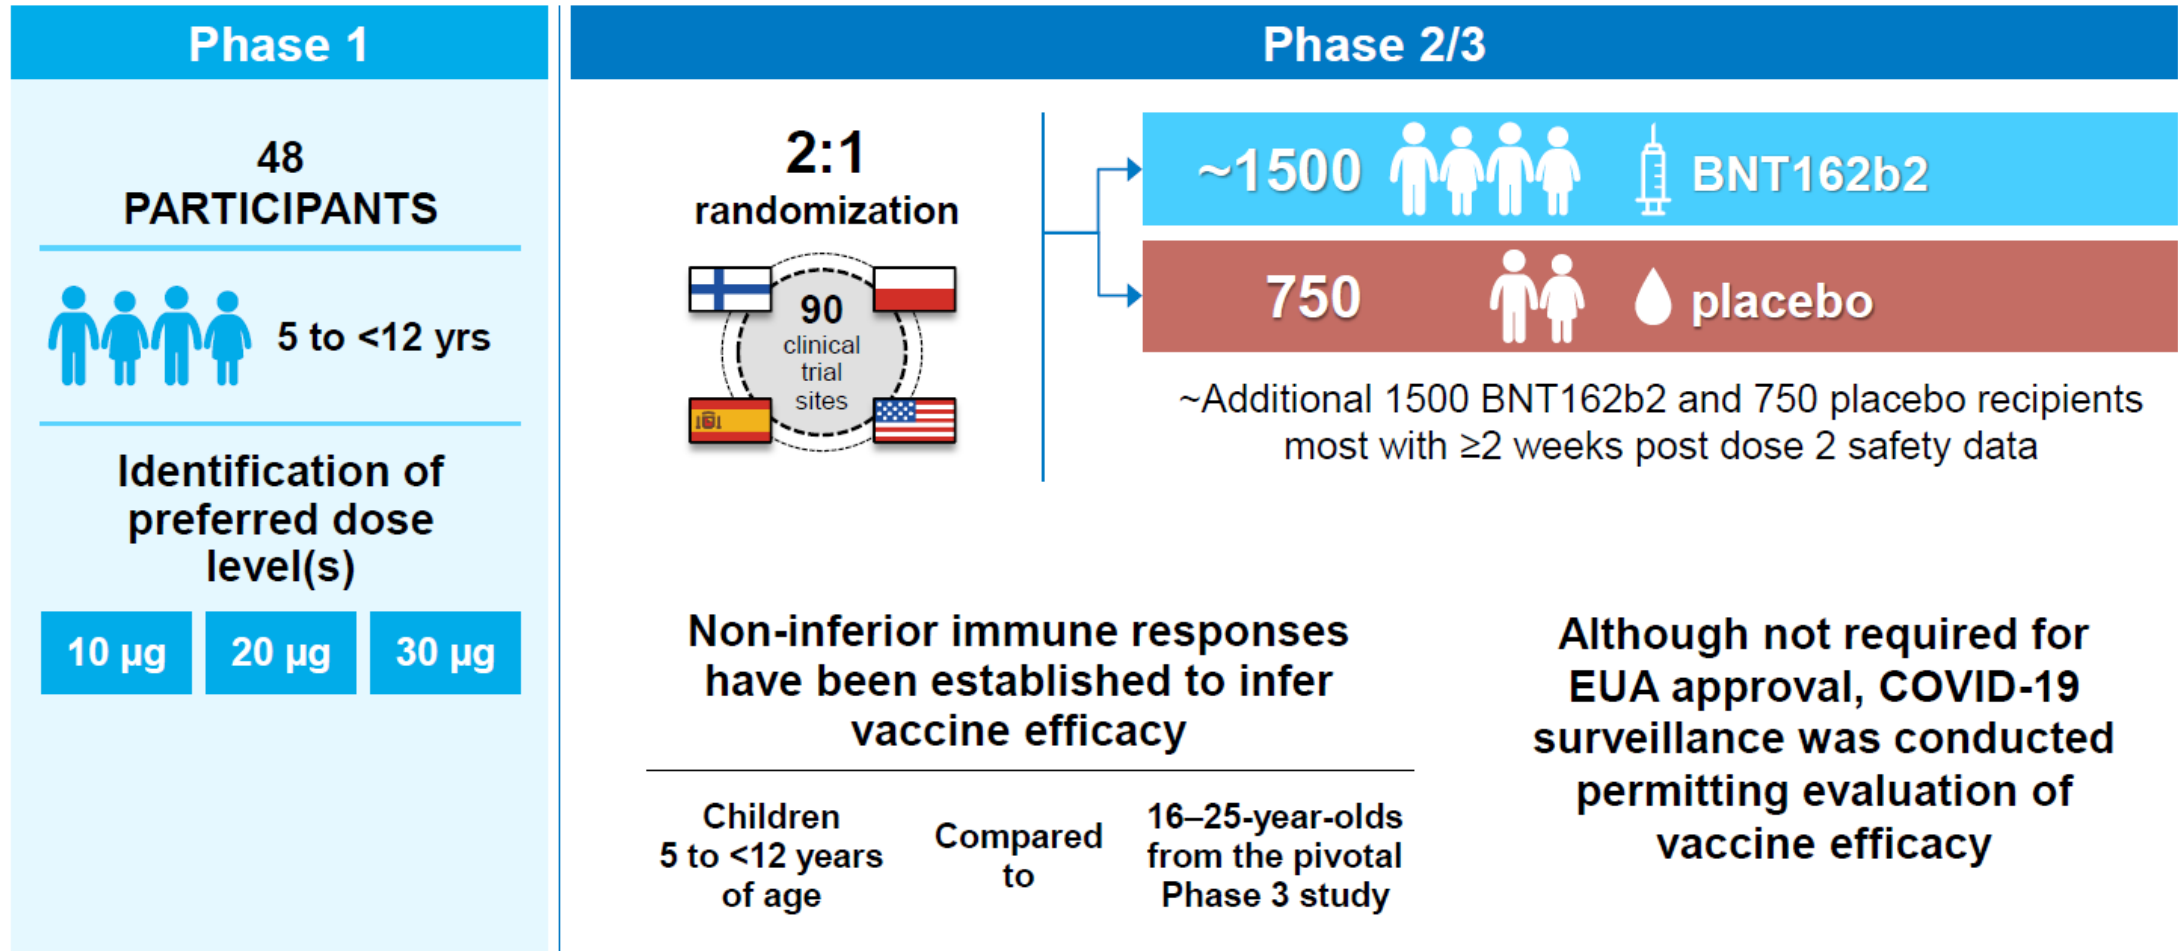 Phase 1
48
PARTICIPANTS
5 to <12 yrs
Identification of
preferred dose
level(s)
10 µg
20 µg
30 µg
Phase 2/3
2:1
randomization
90
clinical
trial
sites
~1500
BNT162b2
750
placebo
~Additional 1500 BNT162b2 and 750 placebo recipients
most with ≥2 weeks post dose 2 safety data
Non-inferior immune responses
have been established to infer
vaccine efficacy
Children
5 to <12 years
of age
Compared
to
16–25-year-olds
from the pivotal
Phase 3 study
Although not required for
EUA approval, COVID-19
surveillance was conducted
permitting evaluation of
vaccine efficacy